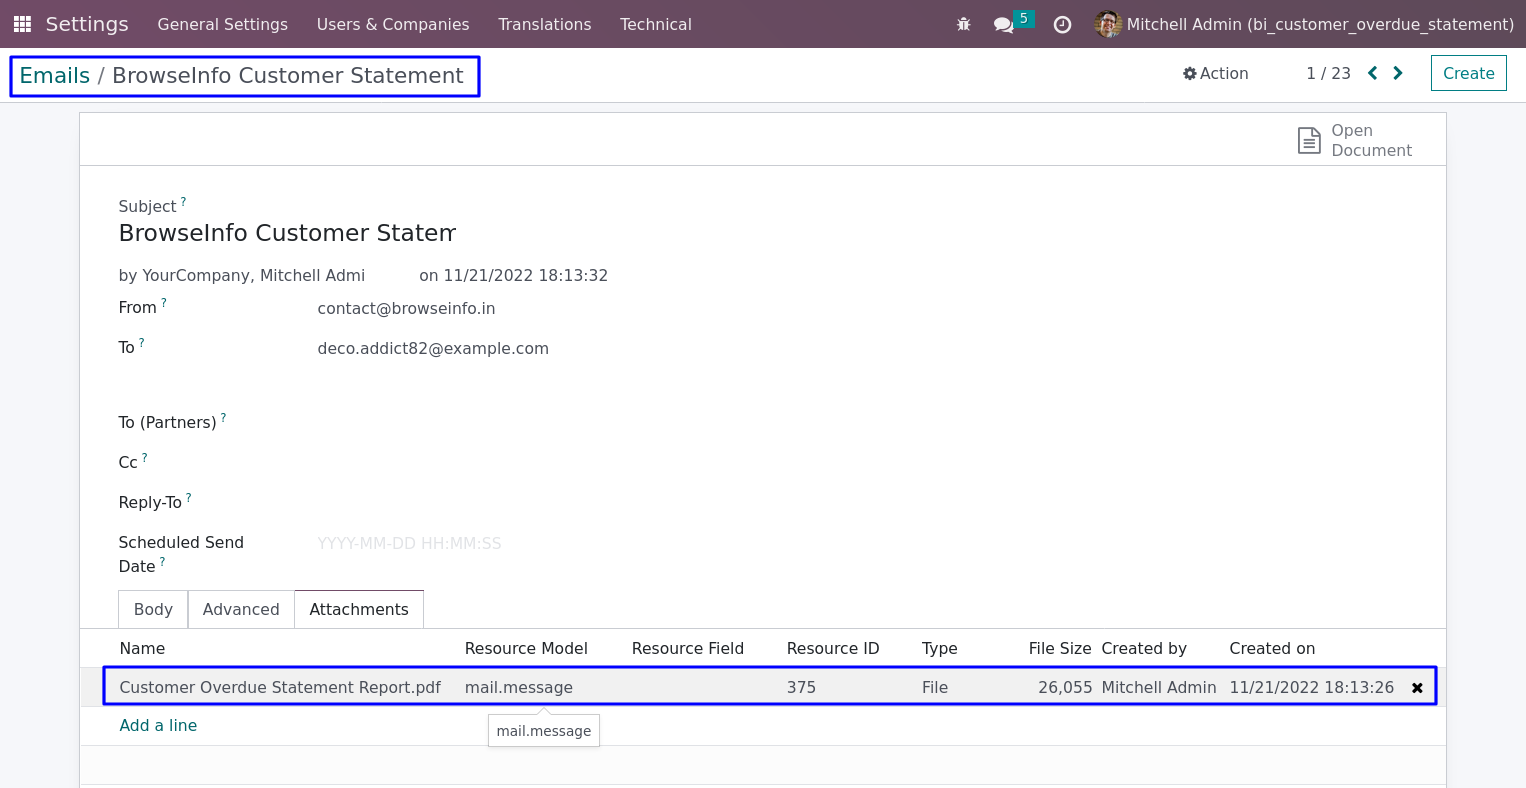 Settings General Settings Users & Companies Translations Technical 5 Mitchell Admin (bi_customer_overdue_statement)
Emails / BrowseInfo Customer Statement Action 1 / 23 Create
Open
Document
Subject ?
BrowseInfo Customer Statem
by YourCompany, Mitchell Admi on 11/21/2022 18:13:32
From ? contact@browseinfo.in
To ? deco.addict82@example.com
To (Partners) ?
Cc ?
Reply-To ?
Scheduled Send YYYY-MM-DD HH:MM:SS
Date ?
Body Advanced Attachments
Name Resource Model Resource Field Resource ID Type File Size Created by Created on
Customer Overdue Statement Report.pdf mail.message 375 File 26,055 Mitchell Admin 11/21/2022 18:13:26
Add a line
mail.message